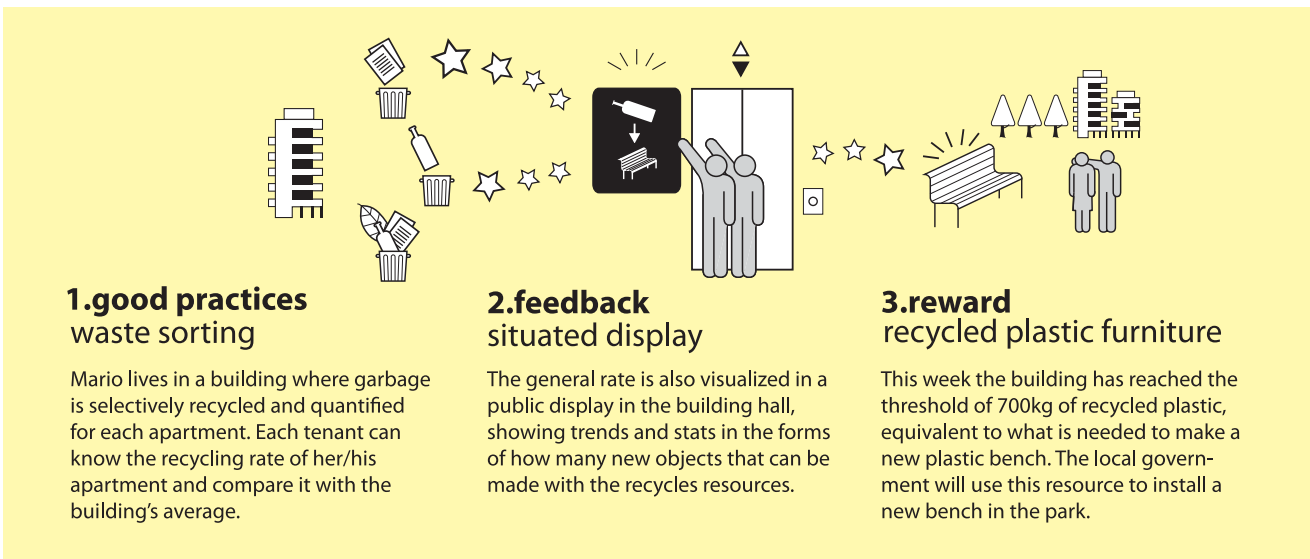 1.good practices
waste sorting
Mario lives in a building where garbage
is selectively recycled and quantified
for each apartment. Each tenant can
know the recycling rate of her/his
apartment and compare it with the
building's average.
2.feedback
situated display
The general rate is also visualized in a
public display in the building hall,
showing trends and stats in the forms
of how many new objects that can be
made with the recycles resources.
3.reward
recycled plastic furniture
This week the building has reached the
threshold of 700kg of recycled plastic,
equivalent to what is needed to make a
new plastic bench. The local govern-
ment will use this resource to install a
new bench in the park.